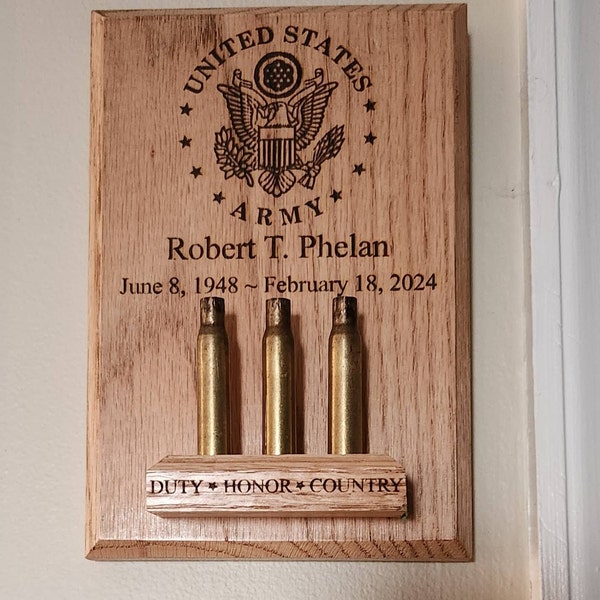 UNITED STATES
ARMY
Robert T. Phelan
June 8, 1948 ~ February 18, 2024
DUTY ★ HONOR ★ COUNTRY